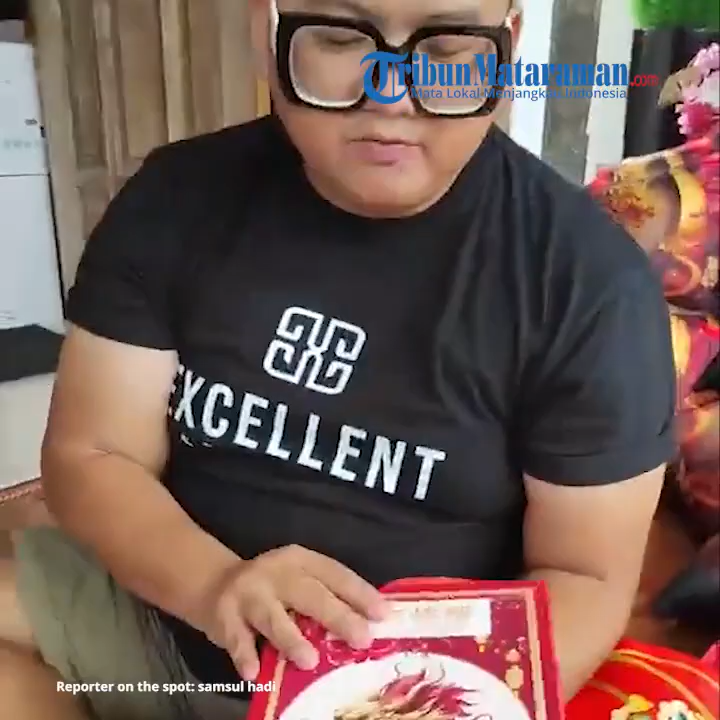 TribunMataraman.com
Mata Lokal Menjangkau Indonesia
EXCELLENT
Reporter on the spot: samsul hadi